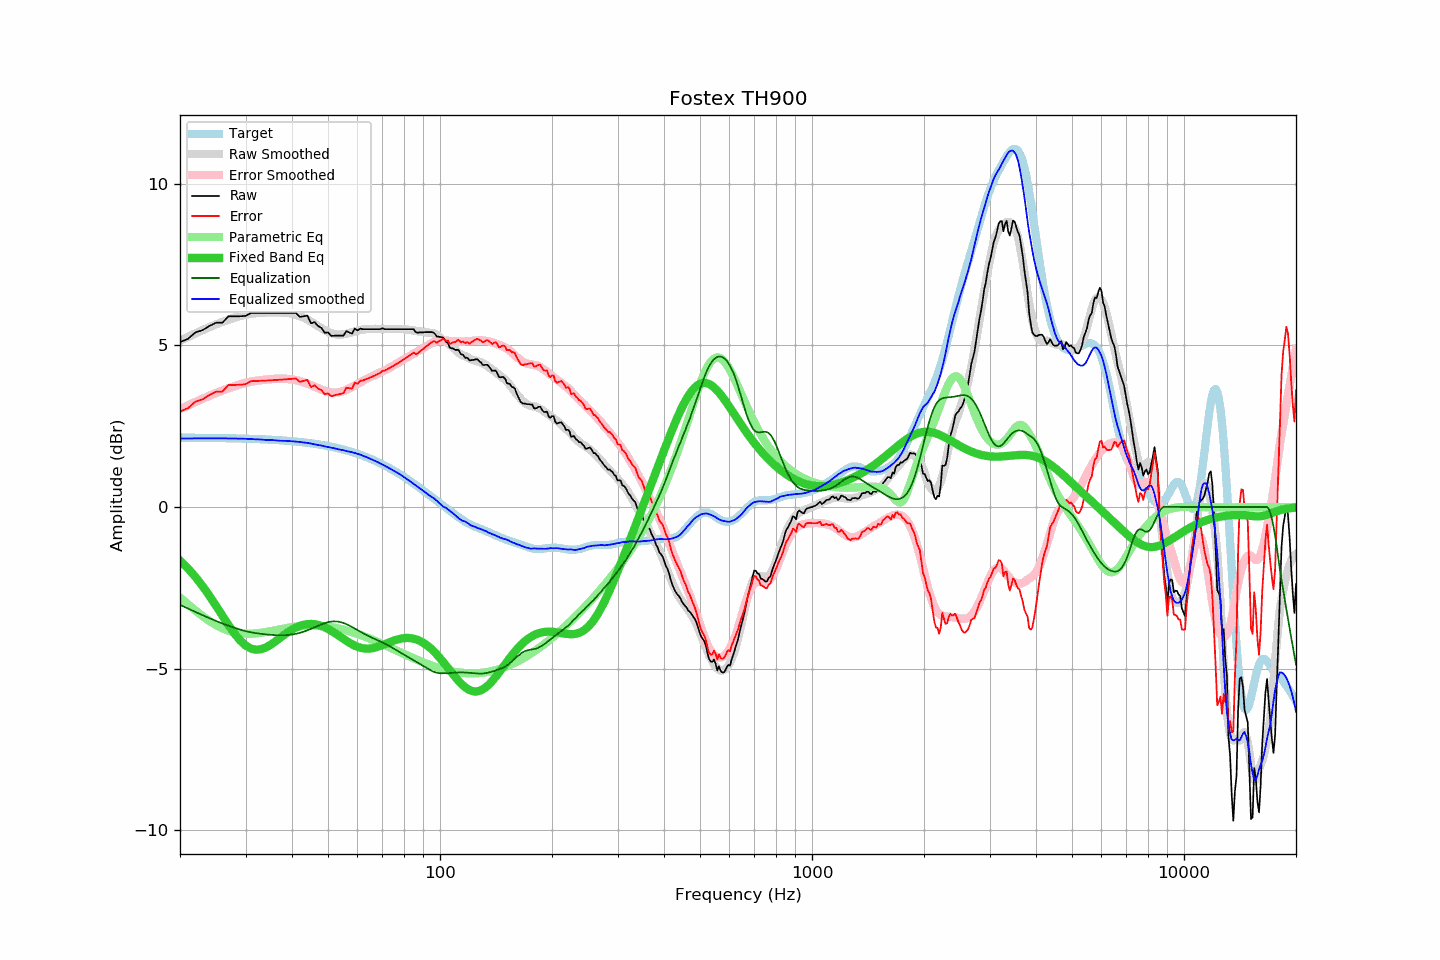 Fostex TH900
Target
Raw Smoothed
Error Smoothed
Raw
Error
Parametric Eq
Fixed Band Eq
Equalization
Equalized smoothed
10
5
0
−5
−10
Amplitude (dBr)
100
1000
10000
Frequency (Hz)